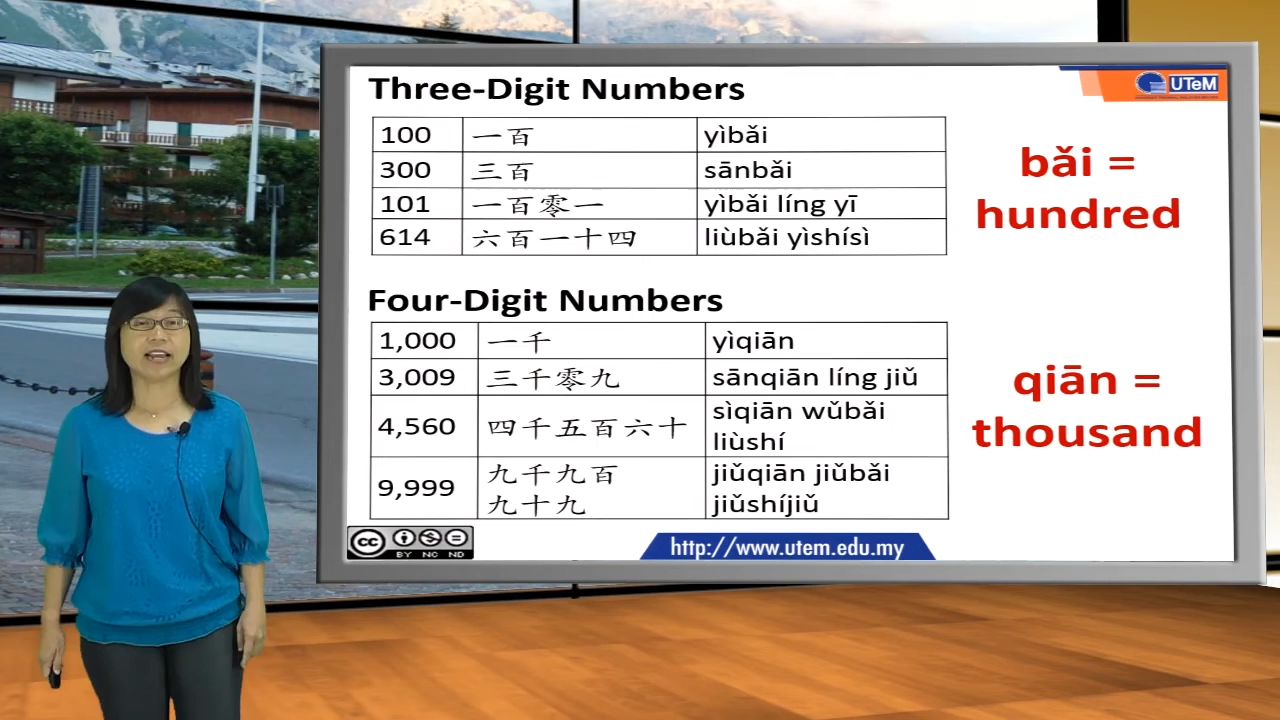 Three-Digit Numbers
UTeM
100 一百 yìbǎi
300 三百 sānbǎi
101 一百零一 yìbǎi líng yī
614 六百一十四 liùbǎi yìshísì
bǎi =
hundred
Four-Digit Numbers
1,000 一千 yìqiān
3,009 三千零九 sānqiān líng jiǔ
4,560 四千五百六十 sìqiān wǔbǎi
liùshí
9,999 九千九百 jiǔqiān jiǔbǎi
九十九 jiǔshíjiǔ
qiān =
thousand
cc BY NC ND
http://www.utem.edu.my